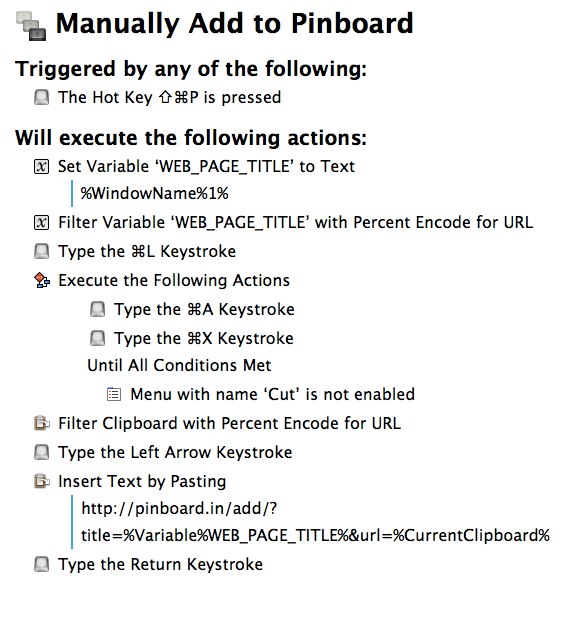 Manually Add to Pinboard
Triggered by any of the following:
The Hot Key ⇧⌘P is pressed
Will execute the following actions:
Set Variable ‘WEB_PAGE_TITLE’ to Text
%WindowName%1%
Filter Variable ‘WEB_PAGE_TITLE’ with Percent Encode for URL
Type the ⌘L Keystroke
Execute the Following Actions
Type the ⌘A Keystroke
Type the ⌘X Keystroke
Until All Conditions Met
Menu with name ‘Cut’ is not enabled
Filter Clipboard with Percent Encode for URL
Type the Left Arrow Keystroke
Insert Text by Pasting
http://pinboard.in/add/?
title=%Variable%WEB_PAGE_TITLE%&url=%CurrentClipboard%
Type the Return Keystroke